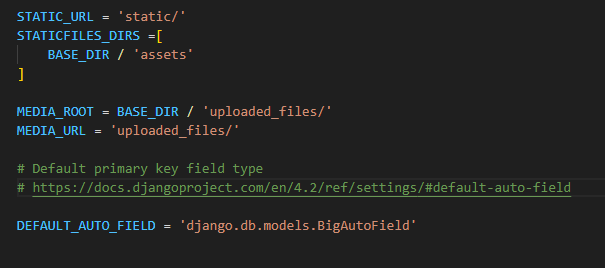 STATIC_URL = 'static/'
STATICFILES_DIRS =[
    BASE_DIR / 'assets'
]
MEDIA_ROOT = BASE_DIR / 'uploaded_files/'
MEDIA_URL = 'uploaded_files/'
# Default primary key field type
# https://docs.djangoproject.com/en/4.2/ref/settings/#default-auto-field
DEFAULT_AUTO_FIELD = 'django.db.models.BigAutoField'